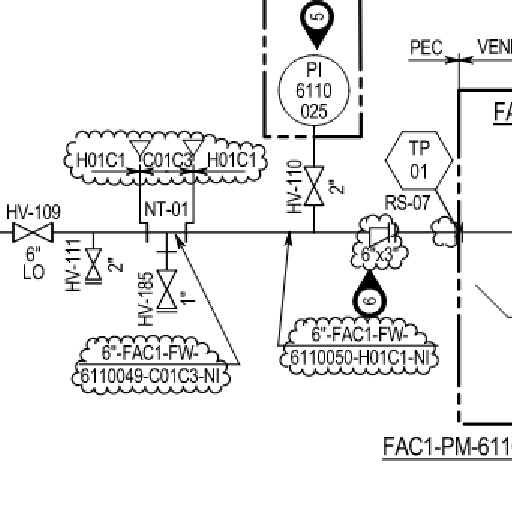 5
PEC
VEN
PI
6110
025
FA
TP
01
H01C1 C01C3 H01C1
HV-110
2"
RS-07
HV-109
NT-01
6"
LO
HV-111
2"
HV-185
1"
6"x3"
6
6"-FAC1-FW-
6110049-C01C3-NI
6"-FAC1-FW-
6110050-H01C1-NI
FAC1-PM-611